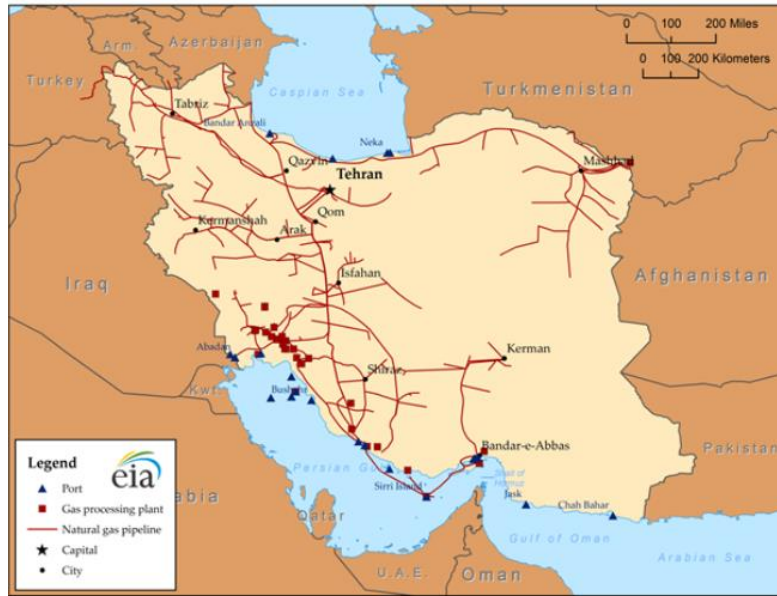 0 100 200 Miles
0 100 200 Kilometers
Azerbaijan
Arm.
Turkey
Caspian Sea
Turkmenistan
Tabriz
Bandar Anzali
Neka
Qazvin
Mashhad
Tehran
Qom
Kermanshah
Arak
Isfahan
Iraq
Afghanistan
Abadan
Kerman
Shiraz
Kwt.
Bushehr
Bandar-e-Abbas
Pakistan
Persian Gulf
Strait of
Hormuz
Sirri Island
Jask
Chah Bahar
Qatar
Gulf of Oman
Arabian Sea
U.A.E.
Oman
abia
Legend
eia
Port
Gas processing plant
Natural gas pipeline
Capital
City